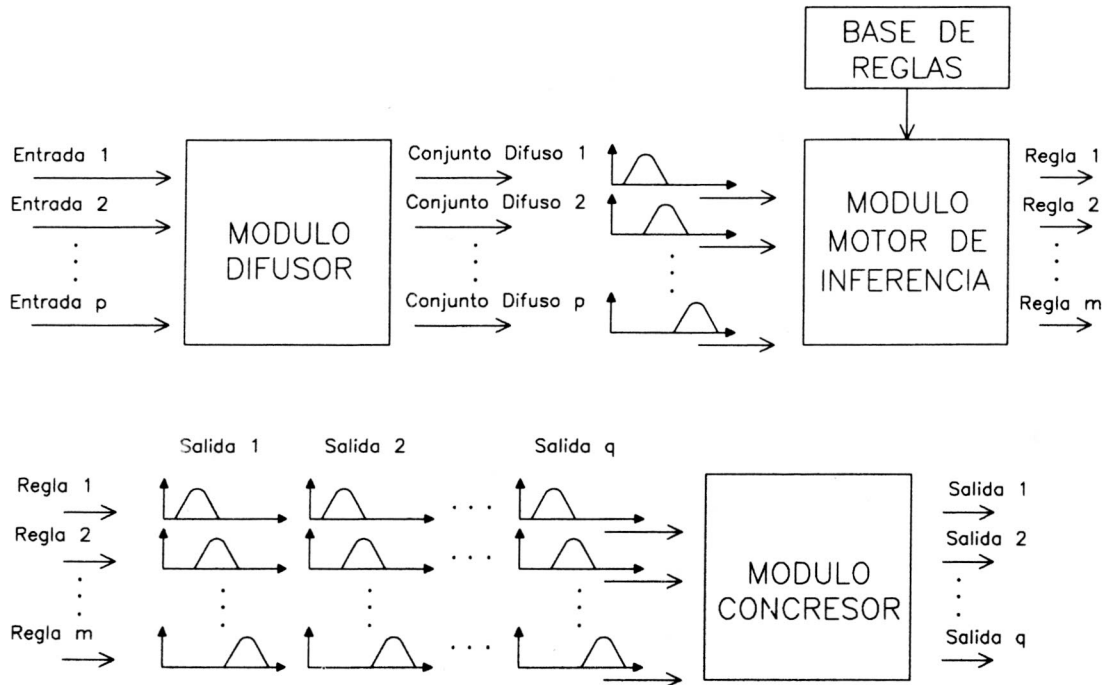 BASE DE
REGLAS
Entrada 1
Entrada 2
Entrada p
MODULO
DIFUSOR
Conjunto Difuso 1
Conjunto Difuso 2
Conjunto Difuso p
MODULO
MOTOR DE
INFERENCIA
Regla 1
Regla 2
Regla m
Salida 1
Salida 2
Salida q
Regla 1
Regla 2
Regla m
MODULO
CONCRESOR
Salida 1
Salida 2
Salida q